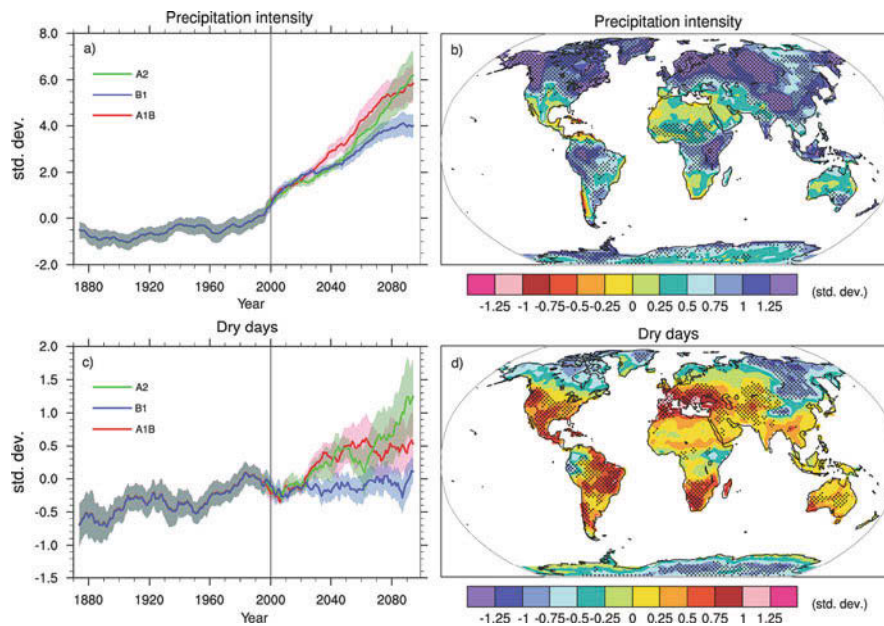 Precipitation intensity
a)
8.0
6.0
4.0
2.0
0.0
-2.0
std. dev.
A2
B1
A1B
1880 1920 1960 2000 2040 2080
Year
Precipitation intensity
b)
-1.25 -1 -0.75 -0.5 -0.25 0 0.25 0.5 0.75 1 1.25 (std. dev.)
Dry days
c)
2.0
1.5
1.0
0.5
0.0
-0.5
-1.0
-1.5
std. dev.
A2
B1
A1B
1880 1920 1960 2000 2040 2080
Year
Dry days
d)
-1.25 -1 -0.75 -0.5 -0.25 0 0.25 0.5 0.75 1 1.25 (std. dev.)